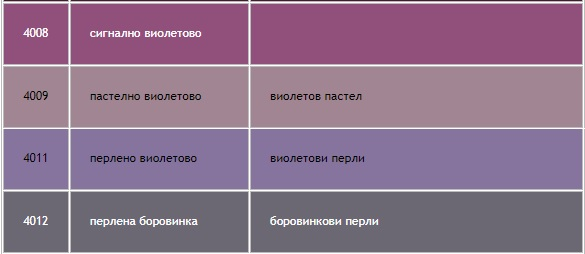 4008 сигнално виолетово
4009 пастелно виолетово виолетов пастел
4011 перлено виолетово виолетови перли
4012 перлена боровинка боровинкови перли